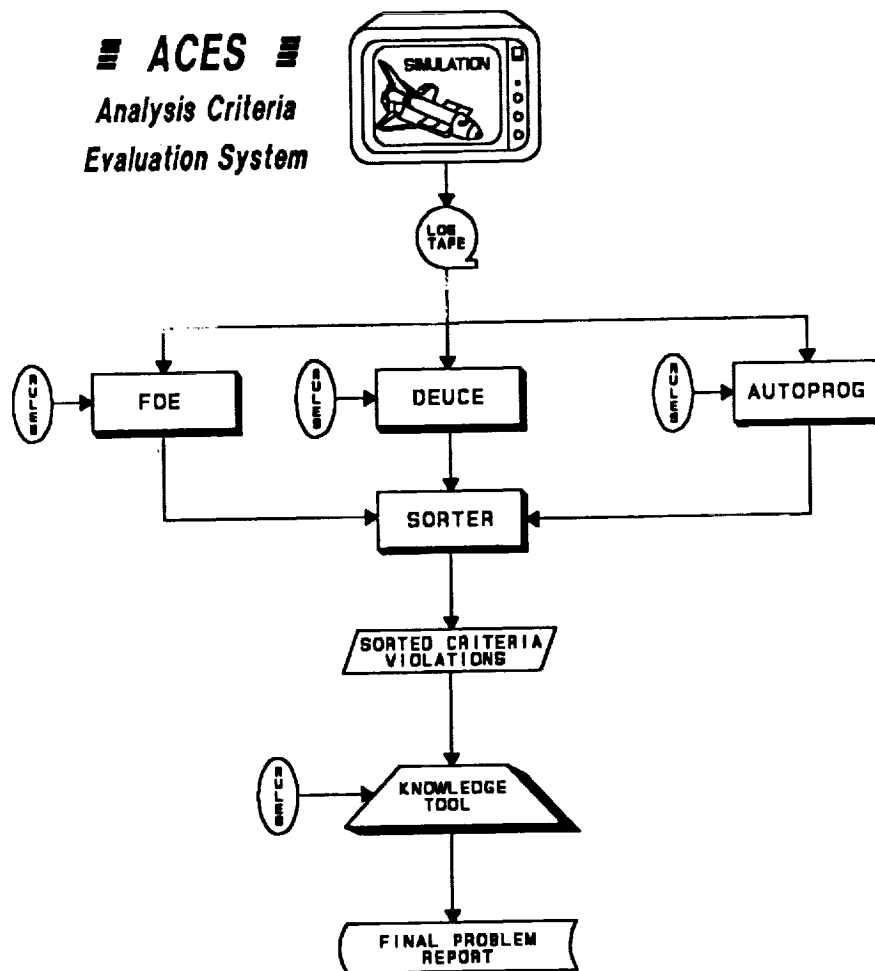 ≡ ACES ≡
Analysis Criteria
Evaluation System
SIMULATION
LOG
TAPE
RULES
FDE
RULES
DEUCE
RULES
AUTOPROG
SORTER
SORTED CRITERIA
VIOLATIONS
RULES
KNOWLEDGE
TOOL
FINAL PROBLEM
REPORT